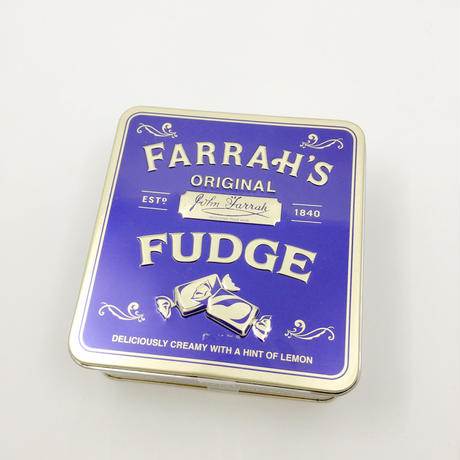 FARRAH'S
ORIGINAL
ESTD John Farrah 1840
FUDGE
DELICIOUSLY CREAMY WITH A HINT OF LEMON